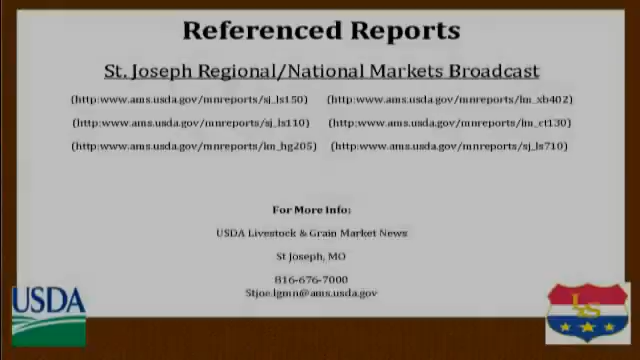 Referenced Reports
St. Joseph Regional/National Markets Broadcast
(http:www.ams.usda.gov/mnreports/sj_ls150) (http:www.ams.usda.gov/mnreports/lm_xb402)
(http:www.ams.usda.gov/mnreports/sj_ls110) (http:www.ams.usda.gov/mnreports/lm_ct130)
(http:www.ams.usda.gov/mnreports/lm_hg205) (http:www.ams.usda.gov/mnreports/sj_ls710)
For More Info:
USDA Livestock & Grain Market News
St Joseph, MO
816-676-7000
Stjoe.lgmn@ams.usda.gov
USDA
LS